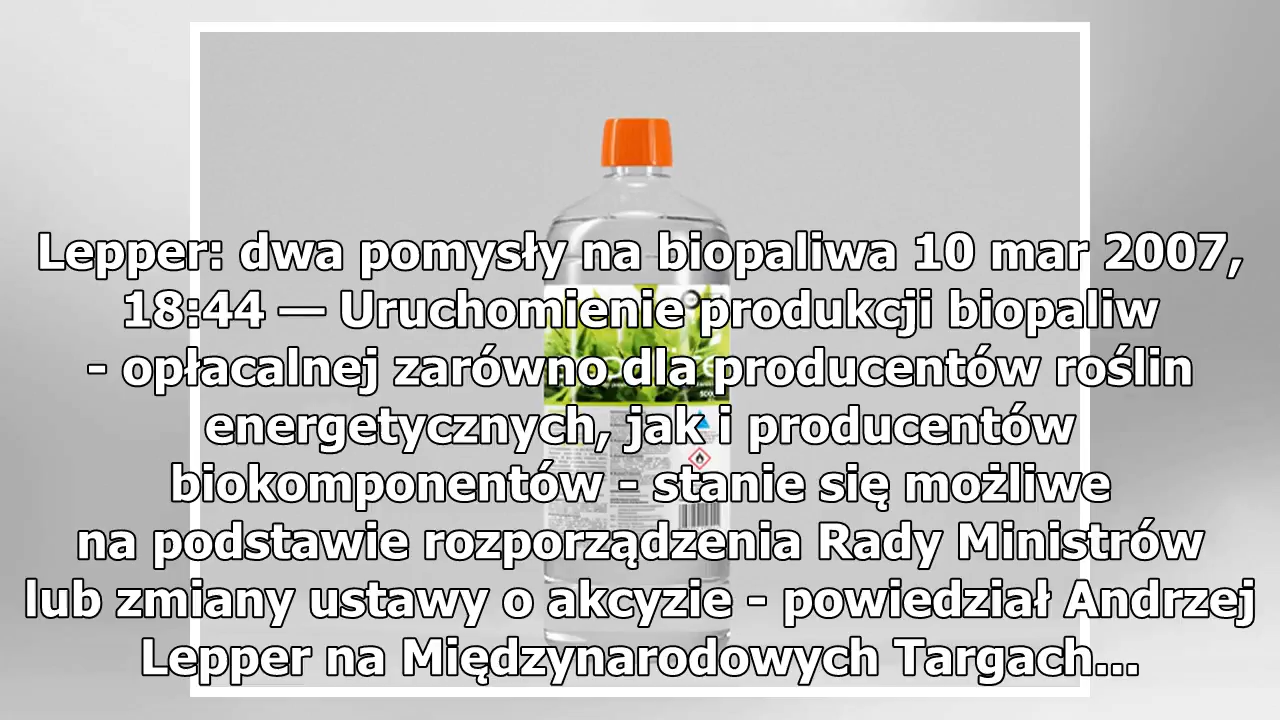 Lepper: dwa pomysły na biopaliwa 10 mar 2007,
18:44 — Uruchomienie produkcji biopaliw
- opłacalnej zarówno dla producentów roślin
energetycznych, jak i producentów
biokomponentów - stanie się możliwe
na podstawie rozporządzenia Rady Ministrów
lub zmiany ustawy o akcyzie - powiedział Andrzej
Lepper na Międzynarodowych Targach...